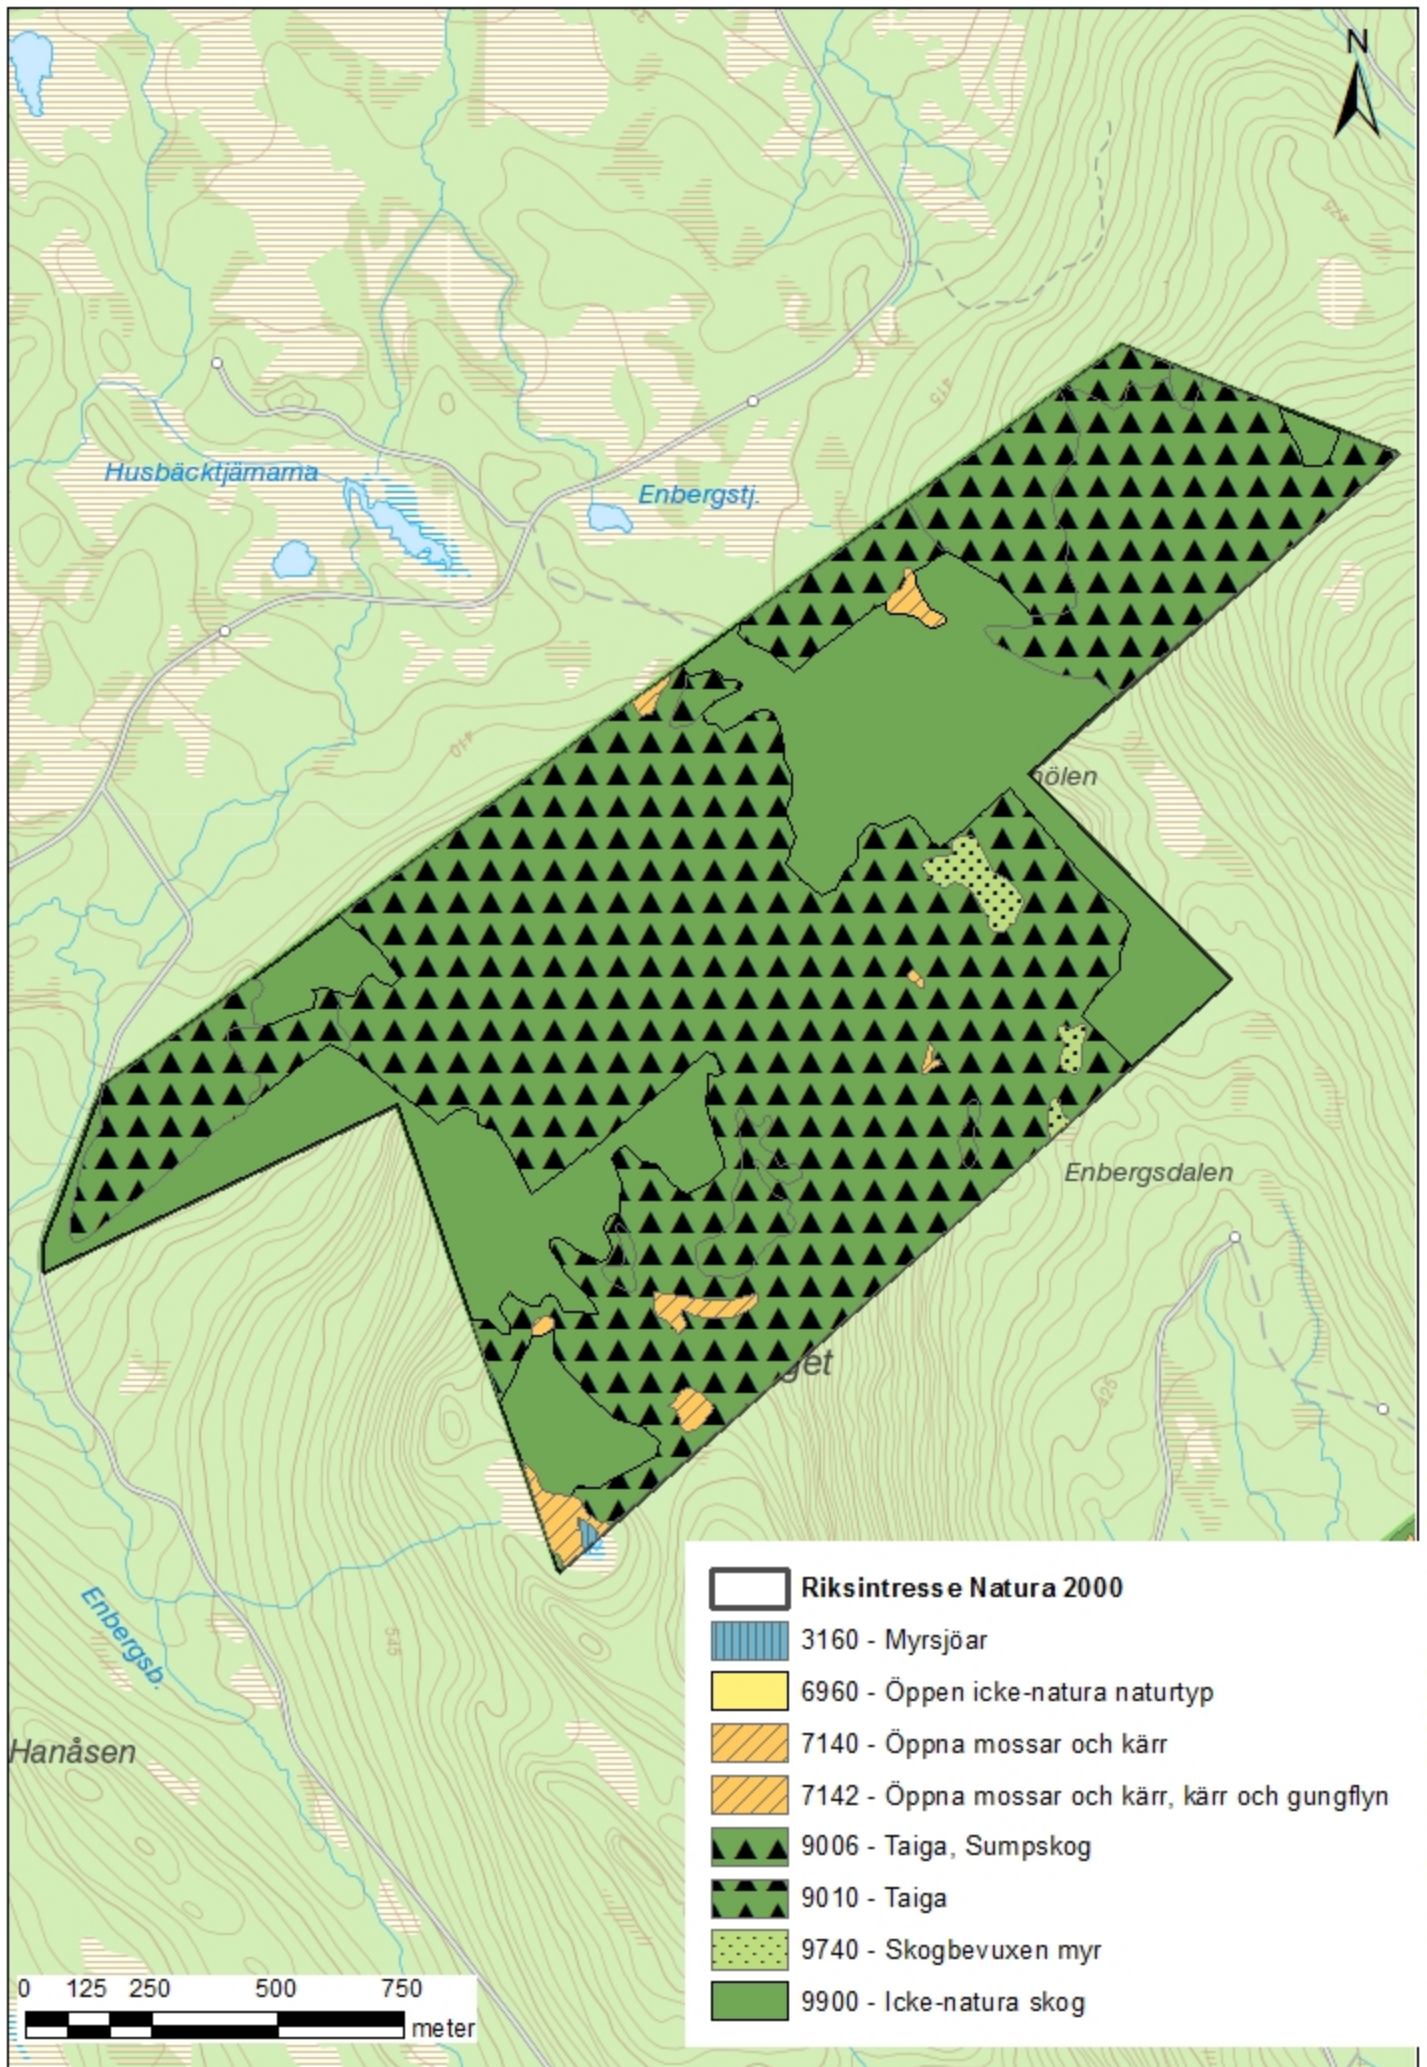 N
475
415
Husbäcktjärnarna
Enbergstj.
410
hölen
Enbergsdalen
get
425
Enbergsb.
545
Hanåsen
Riksintresse Natura 2000
3160 - Myrsjöar
6960 - Öppen icke-natura naturtyp
7140 - Öppna mossar och kärr
7142 - Öppna mossar och kärr, kärr och gungflyn
9006 - Taiga, Sumpskog
9010 - Taiga
9740 - Skogbevuxen myr
9900 - Icke-natura skog
0 125 250 500 750
meter